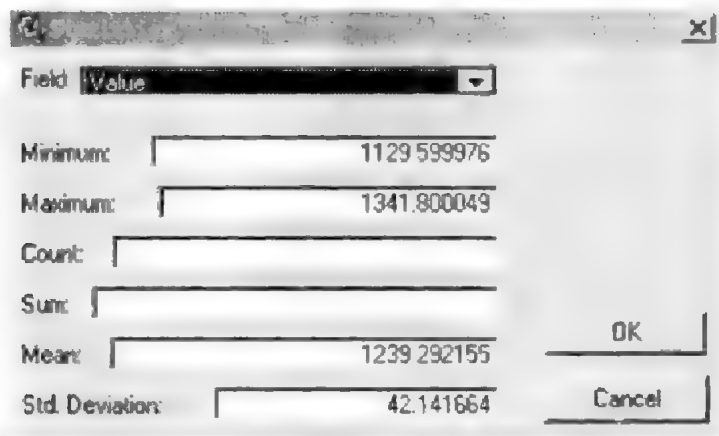 Field Value
Minimum: 1129.599976
Maximum: 1341.800049
Count:
Sum:
Mean: 1239.292155
OK
Std. Deviation: 42.141664
Cancel